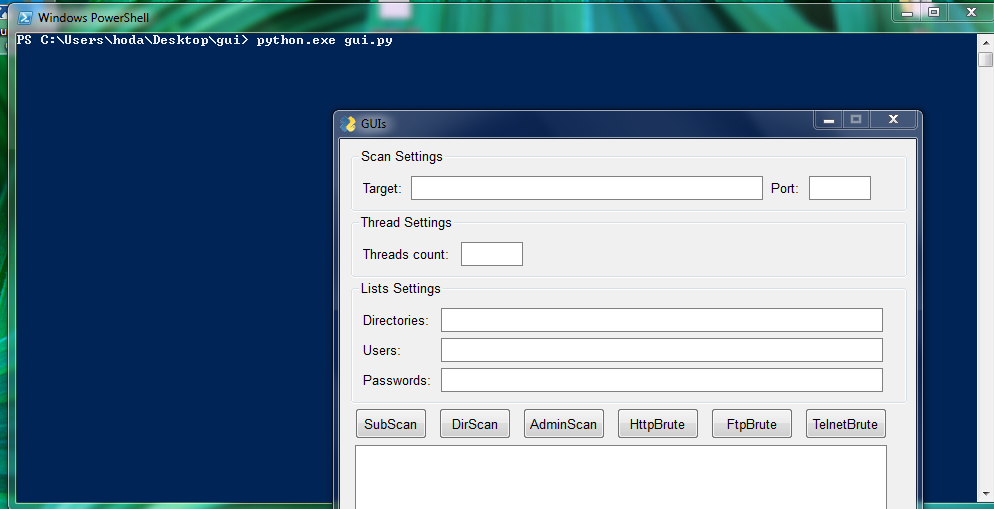 Windows PowerShell
PS C:\Users\hoda\Desktop\gui> python.exe gui.py
GUIs
Scan Settings
Target: Port:
Thread Settings
Threads count:
Lists Settings
Directories:
Users:
Passwords:
SubScan DirScan AdminScan HttpBrute FtpBrute TelnetBrute